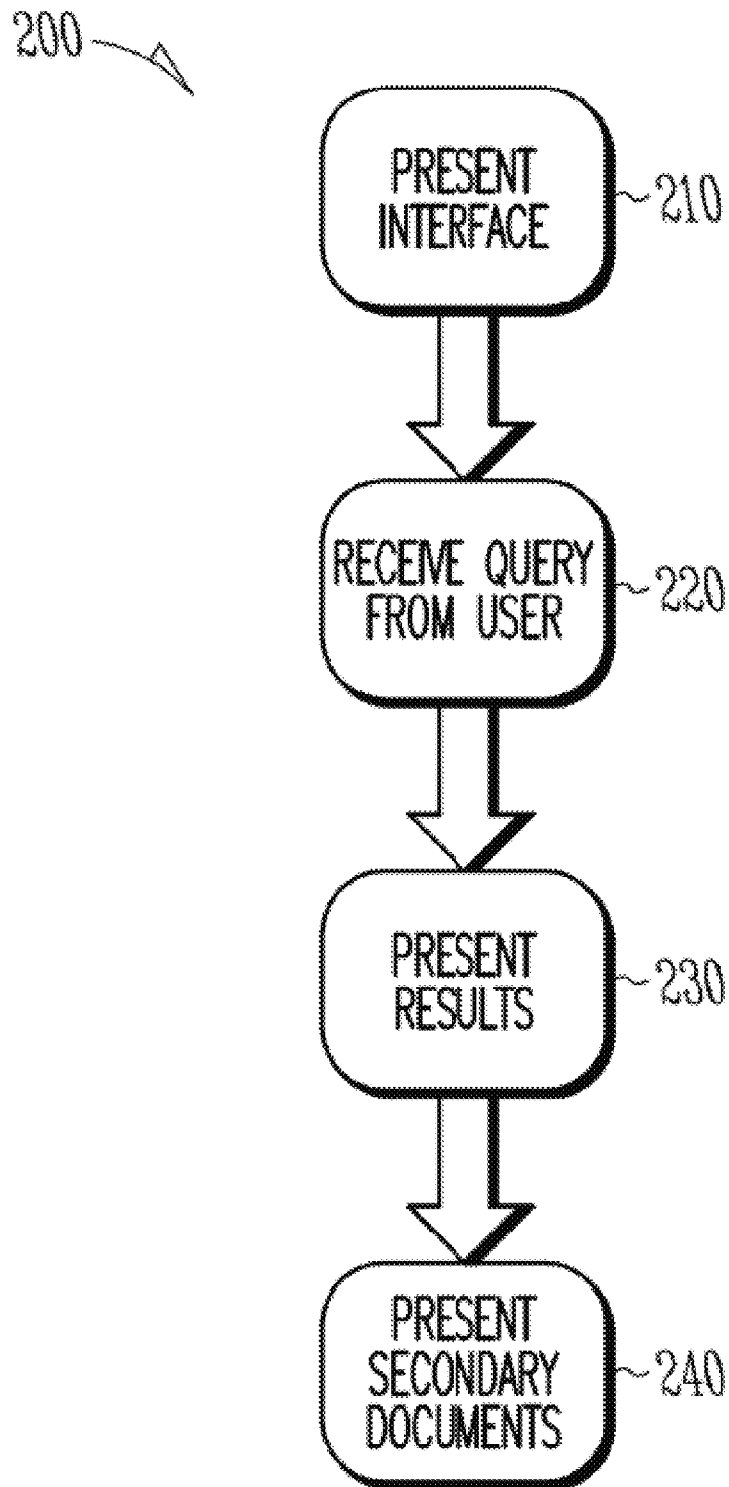 200
PRESENT
INTERFACE
210
RECEIVE QUERY
FROM USER
220
PRESENT
RESULTS
230
PRESENT
SECONDARY
DOCUMENTS
240